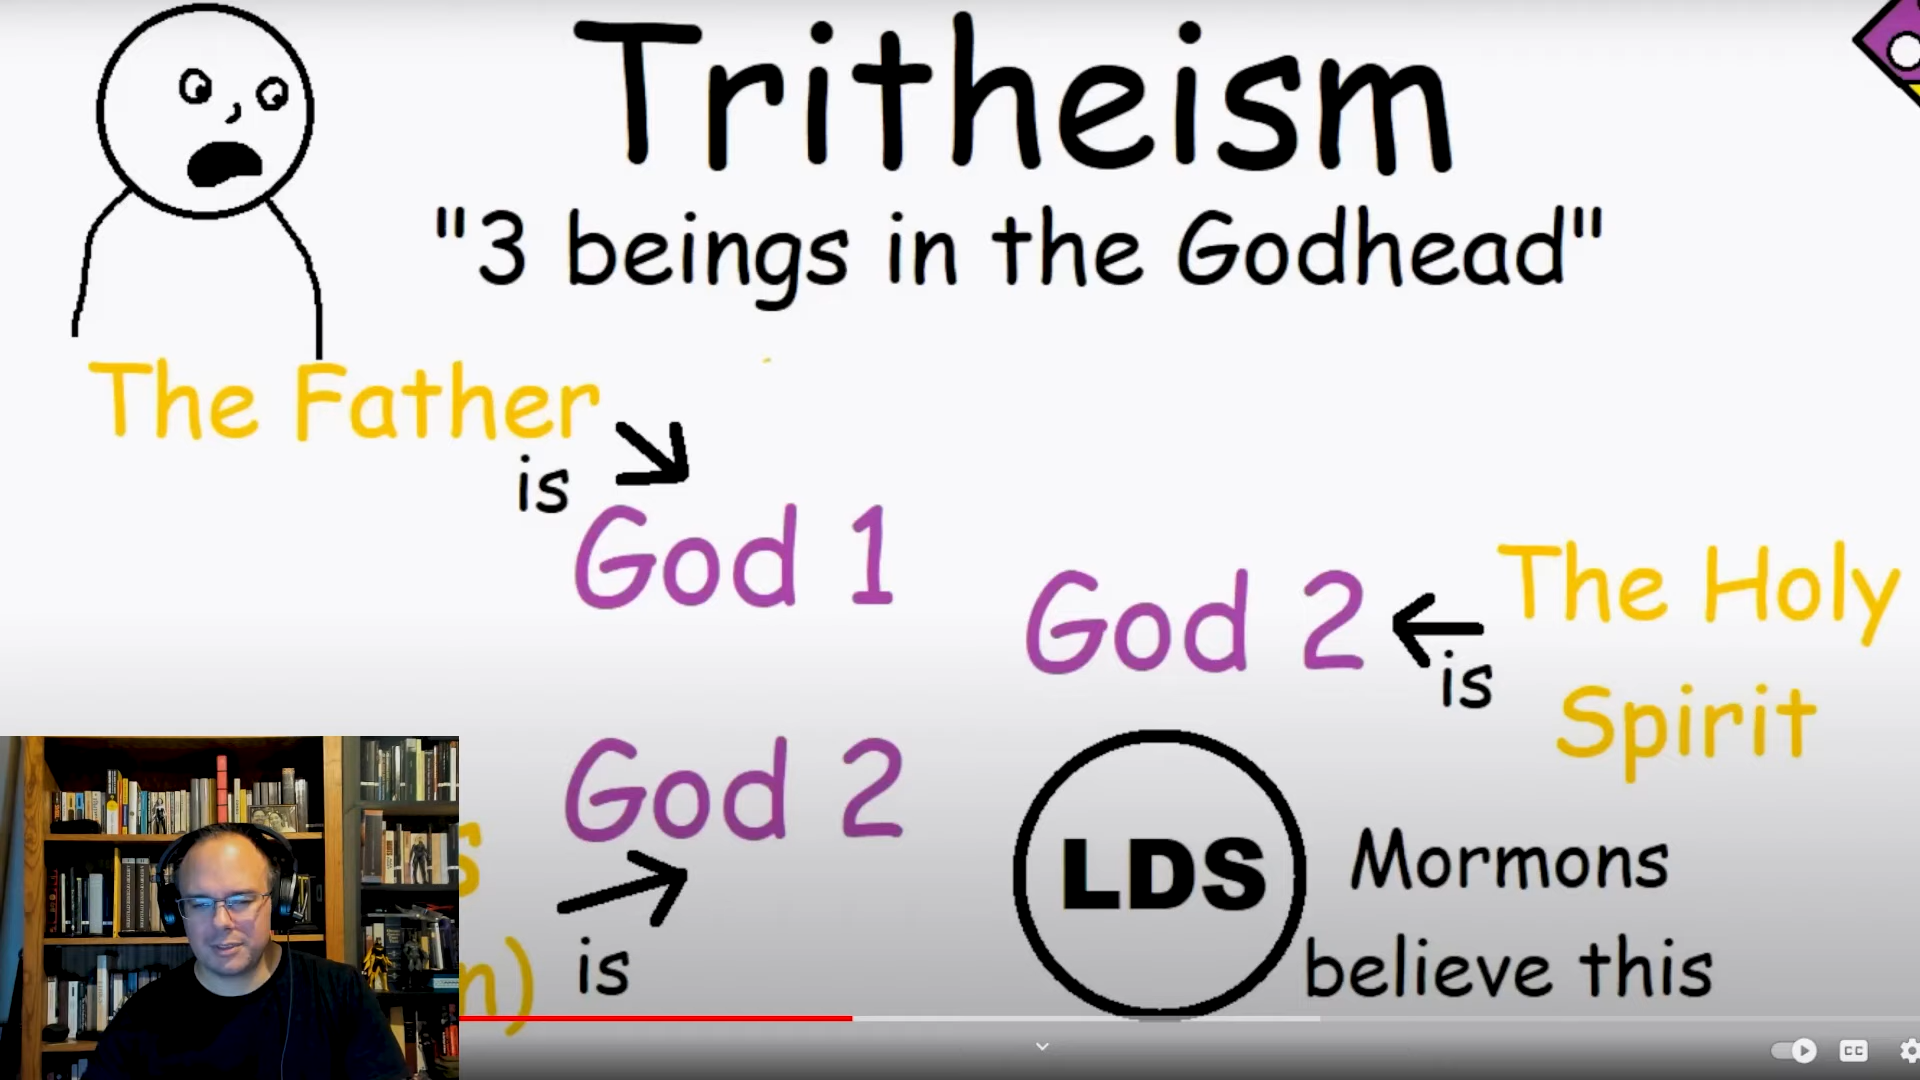 Tritheism
"3 beings in the Godhead"
The Father
is
God 1
God 2
is
The Holy
Spirit
God 2
is
LDS
Mormons
believe this
CC